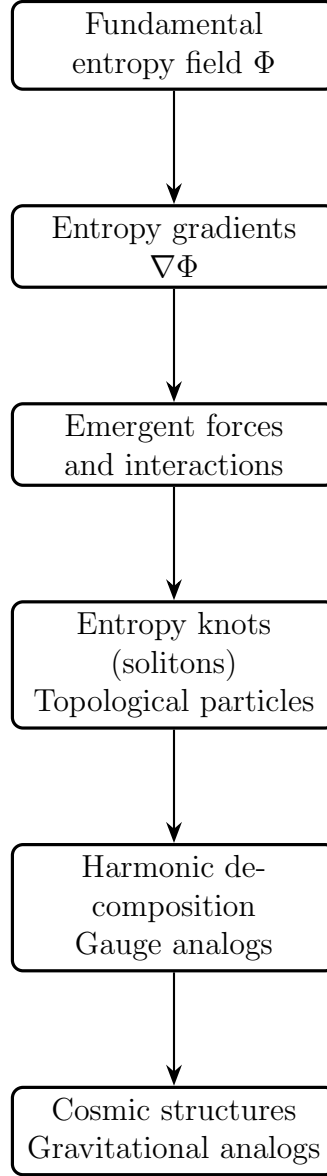 Fundamental
entropy field Φ
Entropy gradients
∇Φ
Emergent forces
and interactions
Entropy knots
(solitons)
Topological particles
Harmonic de-
composition
Gauge analogs
Cosmic structures
Gravitational analogs